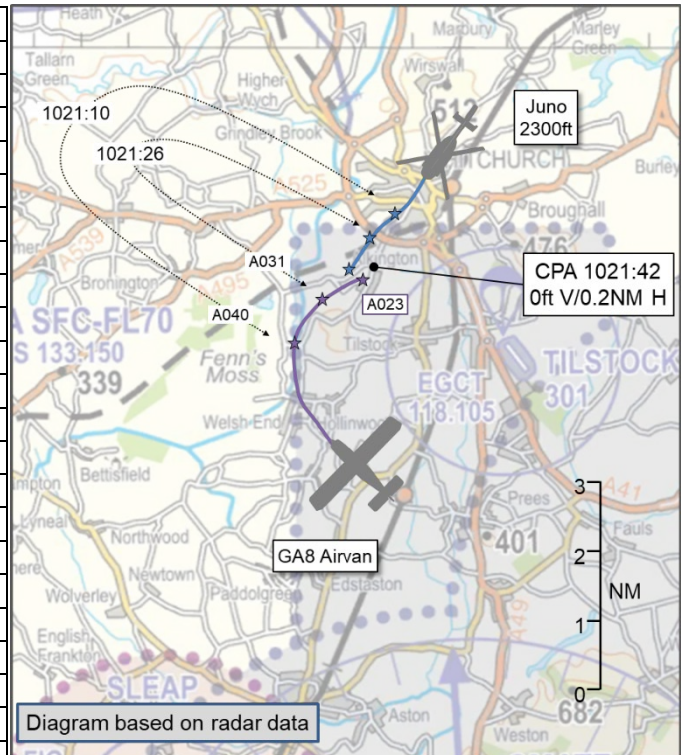 Heath
Marbury
Marley
Green
Tallarn
Green
Higher
Wych
Wirswall
512
Juno
2300ft
1021:10
Grindley Brook
1021:26
A525
Burley
Broughall
A539
476
Bronington
A495
A031
kington
CPA 1021:42
0ft V/0.2NM H
A040
A023
A SFC-FL70
S 133.150
339
Fenn's
Moss
Tilstock
EGCT
118.105
TILSTOCK
301
Welsh End
Hollinwood
Bettisfield
A41
3
Prees
Lyneal
401
Fauls
Northwood
2
GA8 Airvan
Newtown
Edstaston
NM
Wolverley
Paddolgreen
1
A49
English
Frankton
SLEAP
0
682
Diagram based on radar data
Aston
Weston